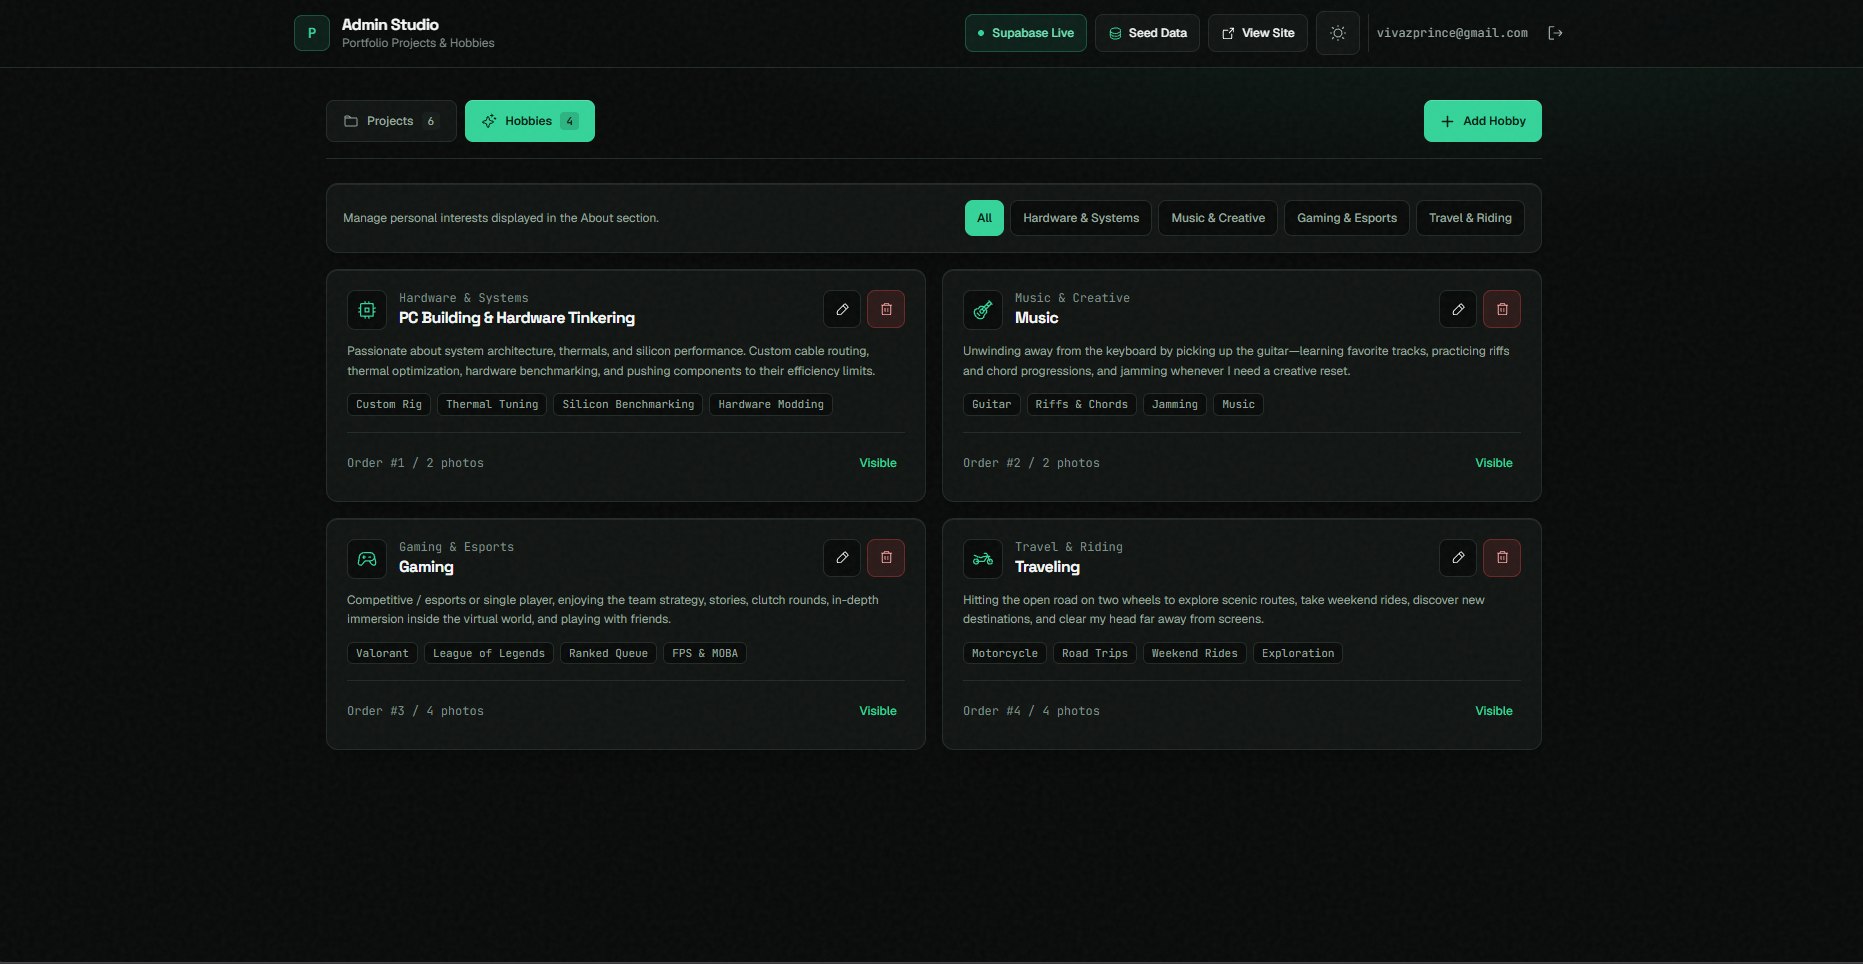 P
Admin Studio
Portfolio Projects & Hobbies
Supabase Live
Seed Data
View Site
vivazprince@gmail.com
Projects 6
Hobbies 4
Add Hobby
Manage personal interests displayed in the About section.
All
Hardware & Systems
Music & Creative
Gaming & Esports
Travel & Riding
Hardware & Systems
PC Building & Hardware Tinkering
Passionate about system architecture, thermals, and silicon performance. Custom cable routing,
thermal optimization, hardware benchmarking, and pushing components to their efficiency limits.
Custom Rig
Thermal Tuning
Silicon Benchmarking
Hardware Modding
Order #1 / 2 photos
Visible
Music & Creative
Music
Unwinding away from the keyboard by picking up the guitar—learning favorite tracks, practicing riffs
and chord progressions, and jamming whenever I need a creative reset.
Guitar
Riffs & Chords
Jamming
Music
Order #2 / 2 photos
Visible
Gaming & Esports
Gaming
Competitive / esports or single player, enjoying the team strategy, stories, clutch rounds, in-depth
immersion inside the virtual world, and playing with friends.
Valorant
League of Legends
Ranked Queue
FPS & MOBA
Order #3 / 4 photos
Visible
Travel & Riding
Traveling
Hitting the open road on two wheels to explore scenic routes, take weekend rides, discover new
destinations, and clear my head far away from screens.
Motorcycle
Road Trips
Weekend Rides
Exploration
Order #4 / 4 photos
Visible